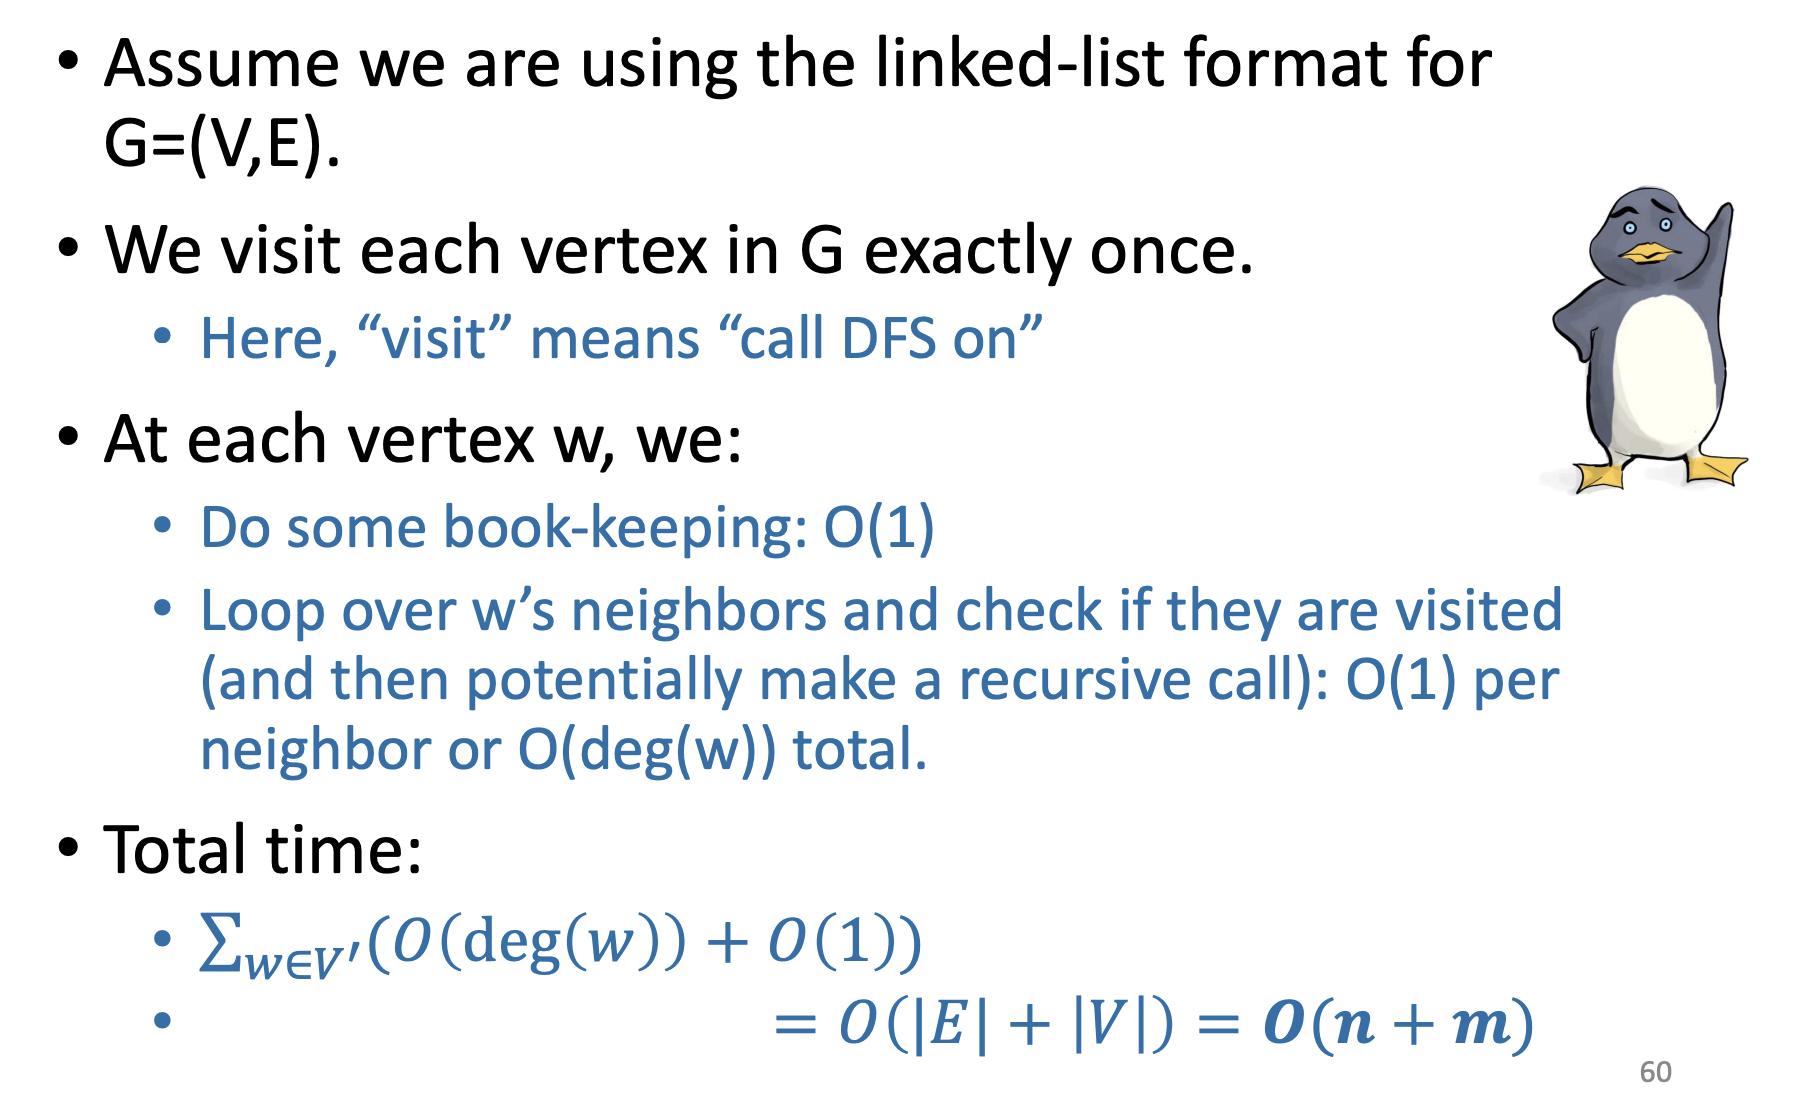 • Assume we are using the linked-list format for
G=(V,E).
• We visit each vertex in G exactly once.
• Here, “visit” means “call DFS on”
• At each vertex w, we:
• Do some book-keeping: O(1)
• Loop over w’s neighbors and check if they are visited
(and then potentially make a recursive call): O(1) per
neighbor or O(deg(w)) total.
• Total time:
• ∑_{w∈V′}(O(deg(w)) + O(1))
• = O(|E| + |V|) = O(n + m)
60